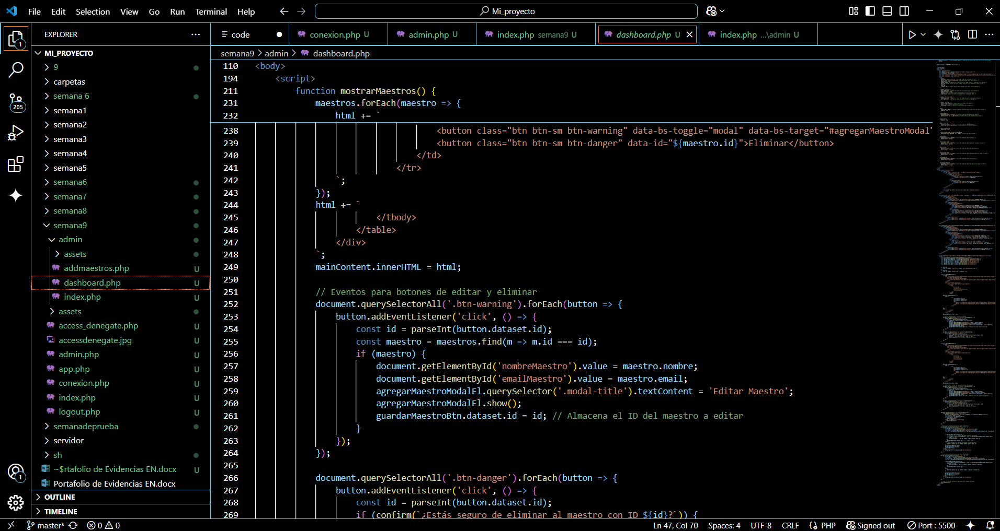 File Edit Selection View Go Run Terminal Help
Mi_proyecto
EXPLORER
code
conexion.php U
admin.php U
index.php semana9 U
dashboard.php U
index.php ...\admin U
semana9 > admin > dashboard.php
1
205
1
MI_PROYECTO
9
carpetas
semana 6
semana1
semana2
semana3
semana4
semana5
semana6
semana7
semana8
semana9
admin
assets
addmaestros.php U
dashboard.php U
index.php U
assets
access_denegate.php U
accessdenegate.jpg U
admin.php U
app.php U
conexion.php U
index.php U
logout.php U
semanadeprueba
servidor
sh
~$rtafolio de Evidencias EN.docx U
Portafolio de Evidencias EN.docx
OUTLINE
TIMELINE
110 <body>
194 <script>
211 function mostrarMaestros() {
231 maestros.forEach(maestro => {
232 html += `
238 <button class="btn btn-sm btn-warning" data-bs-toggle="modal" data-bs-target="#agregarMaestroModal"
239 <button class="btn btn-sm btn-danger" data-id="${maestro.id}">Eliminar</button>
240 </td>
241 </tr>
242 `;
243 });
244 html += `
245 </tbody>
246 </table>
247 </div>
248 `;
249 mainContent.innerHTML = html;
250
251 // Eventos para botones de editar y eliminar
252 document.querySelectorAll('.btn-warning').forEach(button => {
253 button.addEventListener('click', () => {
254 const id = parseInt(button.dataset.id);
255 const maestro = maestros.find(m => m.id === id);
256 if (maestro) {
257 document.getElementById('nombreMaestro').value = maestro.nombre;
258 document.getElementById('emailMaestro').value = maestro.email;
259 agregarMaestroModalEl.querySelector('.modal-title').textContent = 'Editar Maestro';
260 agregarMaestroModalEl.show();
261 guardarMaestroBtn.dataset.id = id; // Almacena el ID del maestro a editar
262 }
263 });
264 });
265
266 document.querySelectorAll('.btn-danger').forEach(button => {
267 button.addEventListener('click', () => {
268 const id = parseInt(button.dataset.id);
269 if (confirm(`¿Estás seguro de eliminar al maestro con ID ${id}?`)) {
master* 0 0
Ln 47, Col 70 Spaces: 4 UTF-8 CRLF PHP Signed out Port : 5500